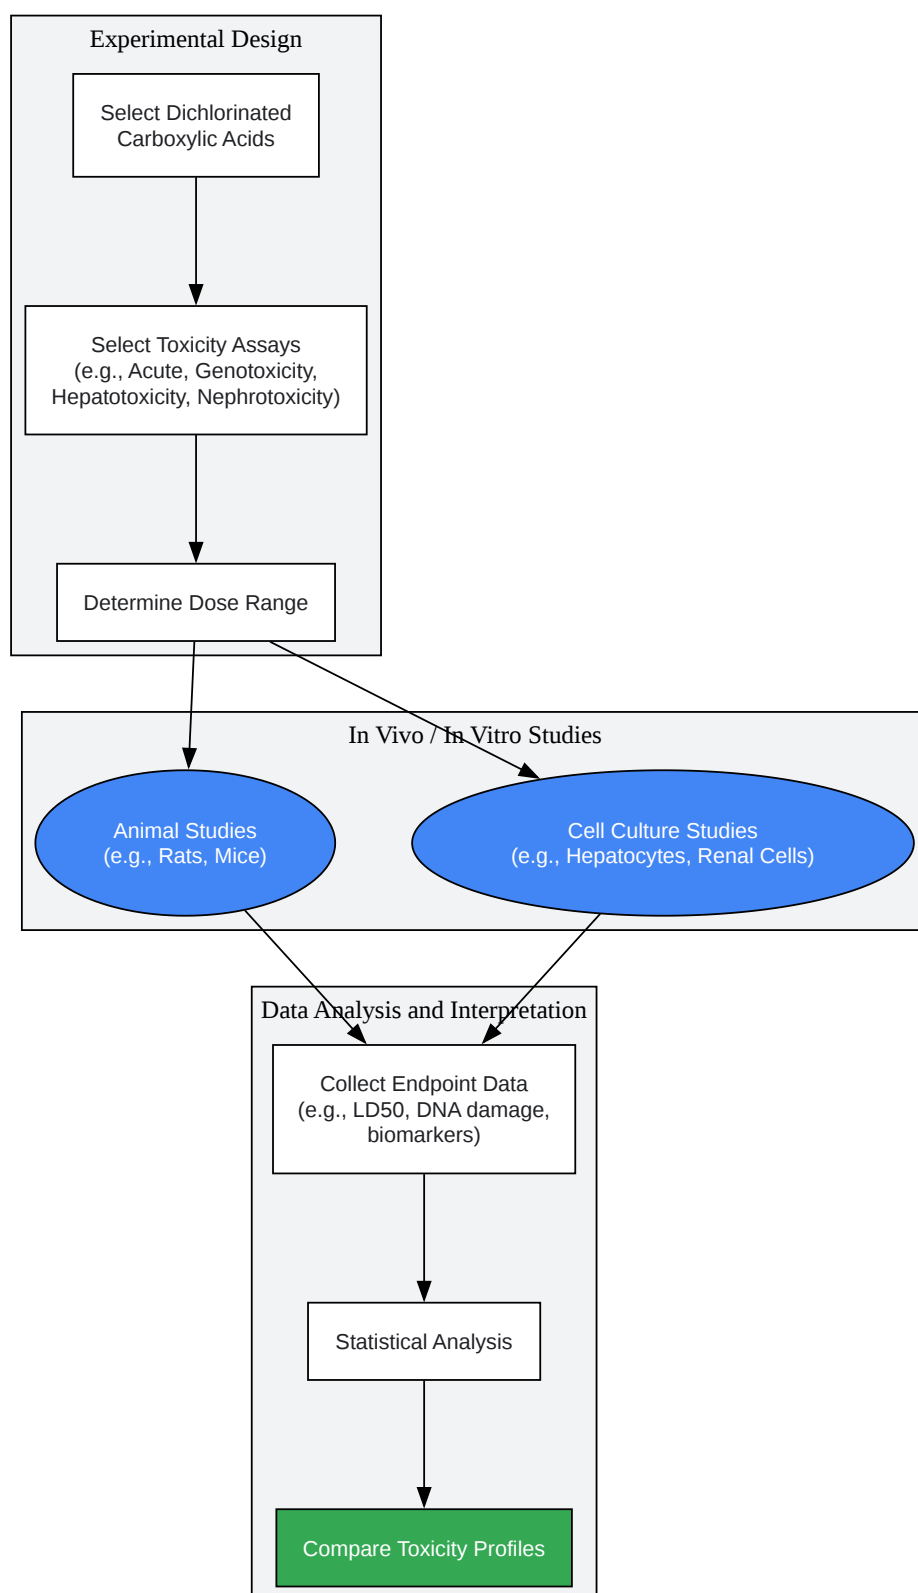 Experimental Design
Select Dichlorinated
Carboxylic Acids
Select Toxicity Assays
(e.g., Acute, Genotoxicity,
Hepatotoxicity, Nephrotoxicity)
Determine Dose Range
In Vivo / In Vitro Studies
Animal Studies
(e.g., Rats, Mice)
Cell Culture Studies
(e.g., Hepatocytes, Renal Cells)
Data Analysis and Interpretation
Collect Endpoint Data
(e.g., LD50, DNA damage,
biomarkers)
Statistical Analysis
Compare Toxicity Profiles